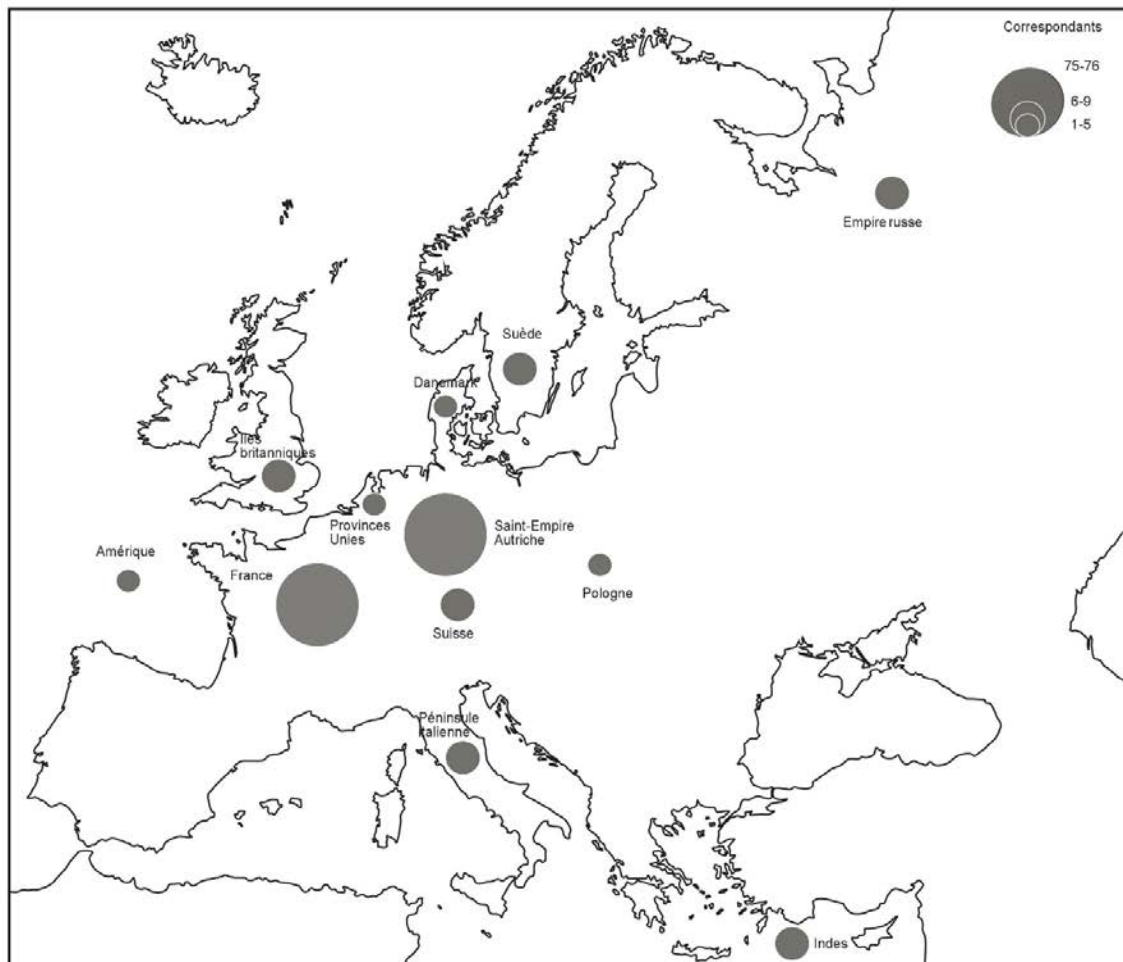 Correspondants
75-76
6-9
1-5
Empire russe
Suède
Danemark
Iles
britanniques
Provinces
Unies
Saint-Empire
Autriche
Amérique
France
Pologne
Suisse
Péninsule
italienne
Indes